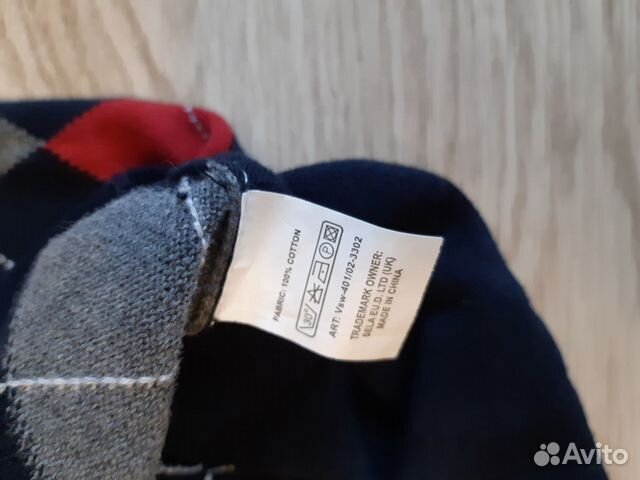 FABRIC: 100% COTTON
30°
P
ART: Vsw-401/02-3302
TRADEMARK OWNER:
SELA EU.D. LTD (UK)
MADE IN CHINA
Avito